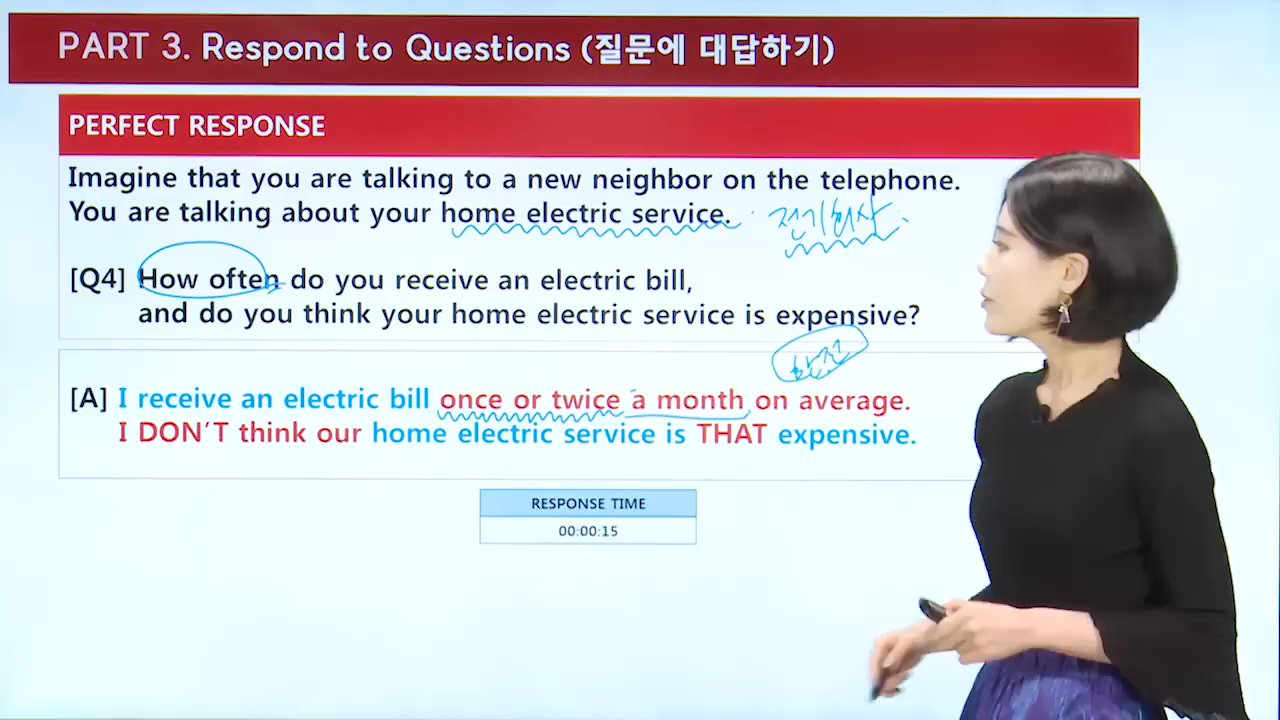 PART 3. Respond to Questions (질문에 대답하기)
PERFECT RESPONSE
Imagine that you are talking to a new neighbor on the telephone.
You are talking about your home electric service. 전기회사
[Q4] How often do you receive an electric bill,
and do you think your home electric service is expensive?
한전
[A] I receive an electric bill once or twice a month on average.
I DON'T think our home electric service is THAT expensive.
RESPONSE TIME
00:00:15